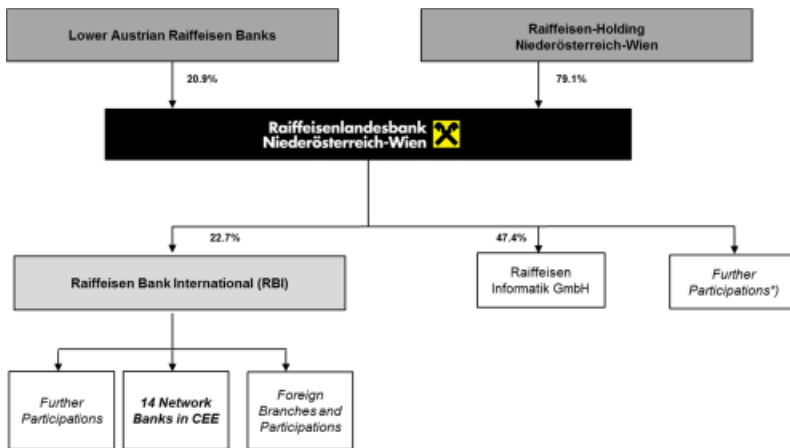 Lower Austrian Raiffeisen Banks
Raiffeisen-Holding
Niederösterreich-Wien
20.9%
79.1%
Raiffeisenlandesbank
Niederösterreich-Wien
22.7%
47.4%
Raiffeisen Bank International (RBI)
Raiffeisen
Informatik GmbH
Further
Participations*)
Further
Participations
14 Network
Banks in CEE
Foreign
Branches and
Participations